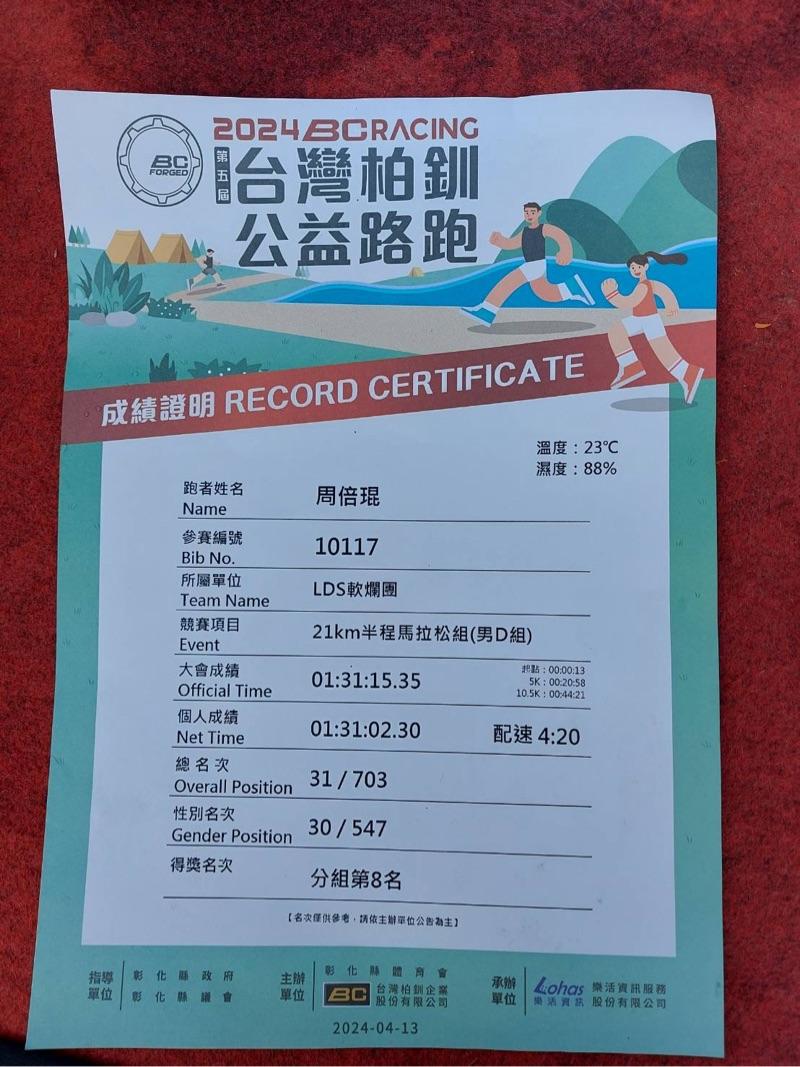 BC
FORGED
2024 BC RACING
第五屆
台灣柏釧
公益路跑
成績證明 RECORD CERTIFICATE
溫度：23℃
濕度：88%
跑者姓名
Name
周倍琨
參賽編號
Bib No.
10117
所屬單位
Team Name
LDS軟爛團
競賽項目
Event
21km半程馬拉松組(男D組)
大會成績
Official Time
01:31:15.35
起點：00:00:13
5K：00:20:58
10.5K：00:44:21
個人成績
Net Time
01:31:02.30
配速 4:20
總名次
Overall Position
31 / 703
性別名次
Gender Position
30 / 547
得獎名次
分組第8名
【名次僅供參考，請依主辦單位公告為主】
指導單位
彰化縣政府
彰化縣議會
主辦單位
彰化縣體育會
BC 台灣柏釧企業股份有限公司
承辦單位
Lohas 樂活資訊
樂活資訊服務股份有限公司
2024-04-13